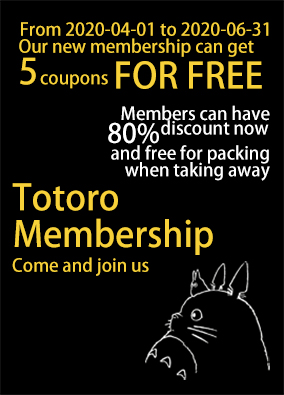 From 2020-04-01 to 2020-06-31
Our new membership can get
5 coupons FOR FREE
Members can have
80% discount now
and free for packing
when taking away
Totoro
Membership
Come and join us